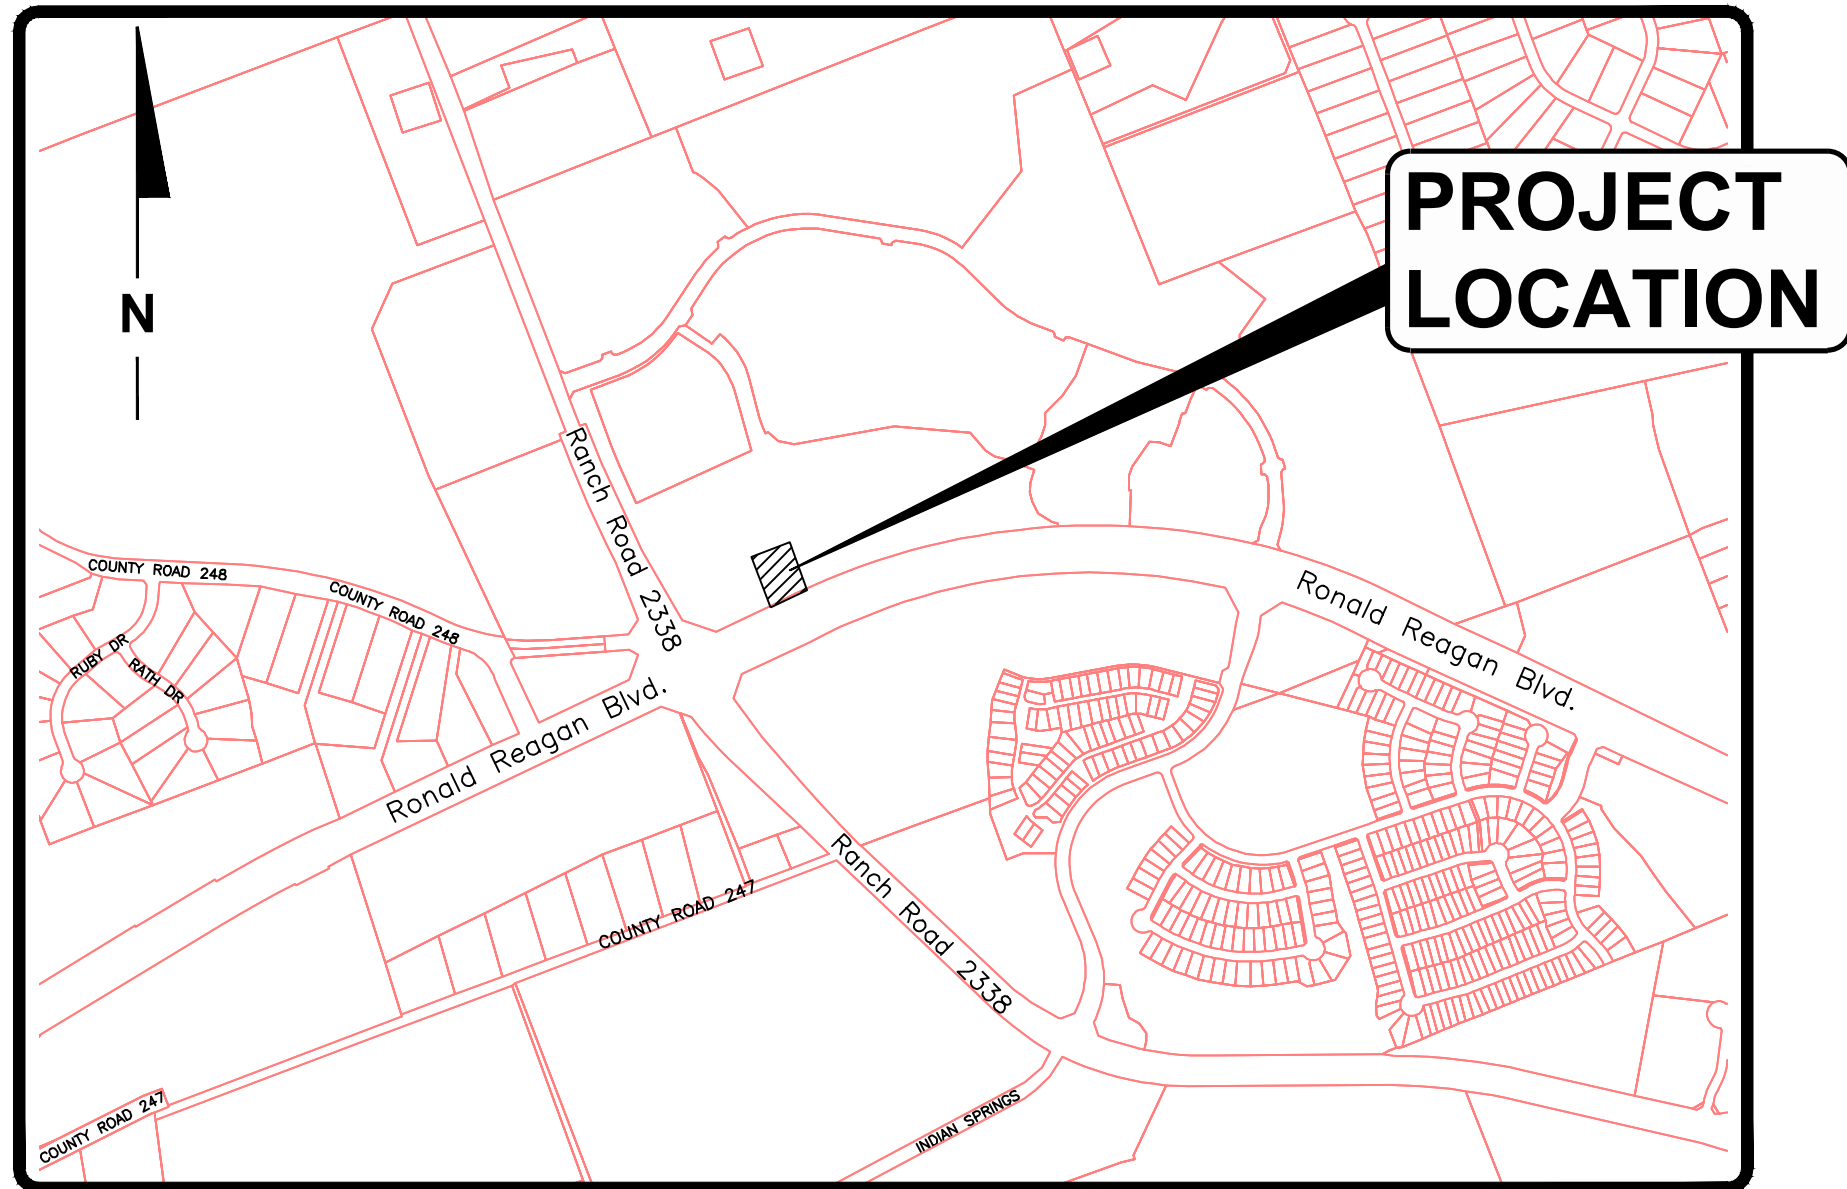 PROJECT
LOCATION
N
Ranch Road 2338
COUNTY ROAD 248
COUNTY ROAD 248
RUBY DR
RATH DR
Ronald Reagan Blvd.
Ronald Reagan Blvd.
Ranch Road 2338
COUNTY ROAD 247
COUNTY ROAD 247
INDIAN SPRINGS